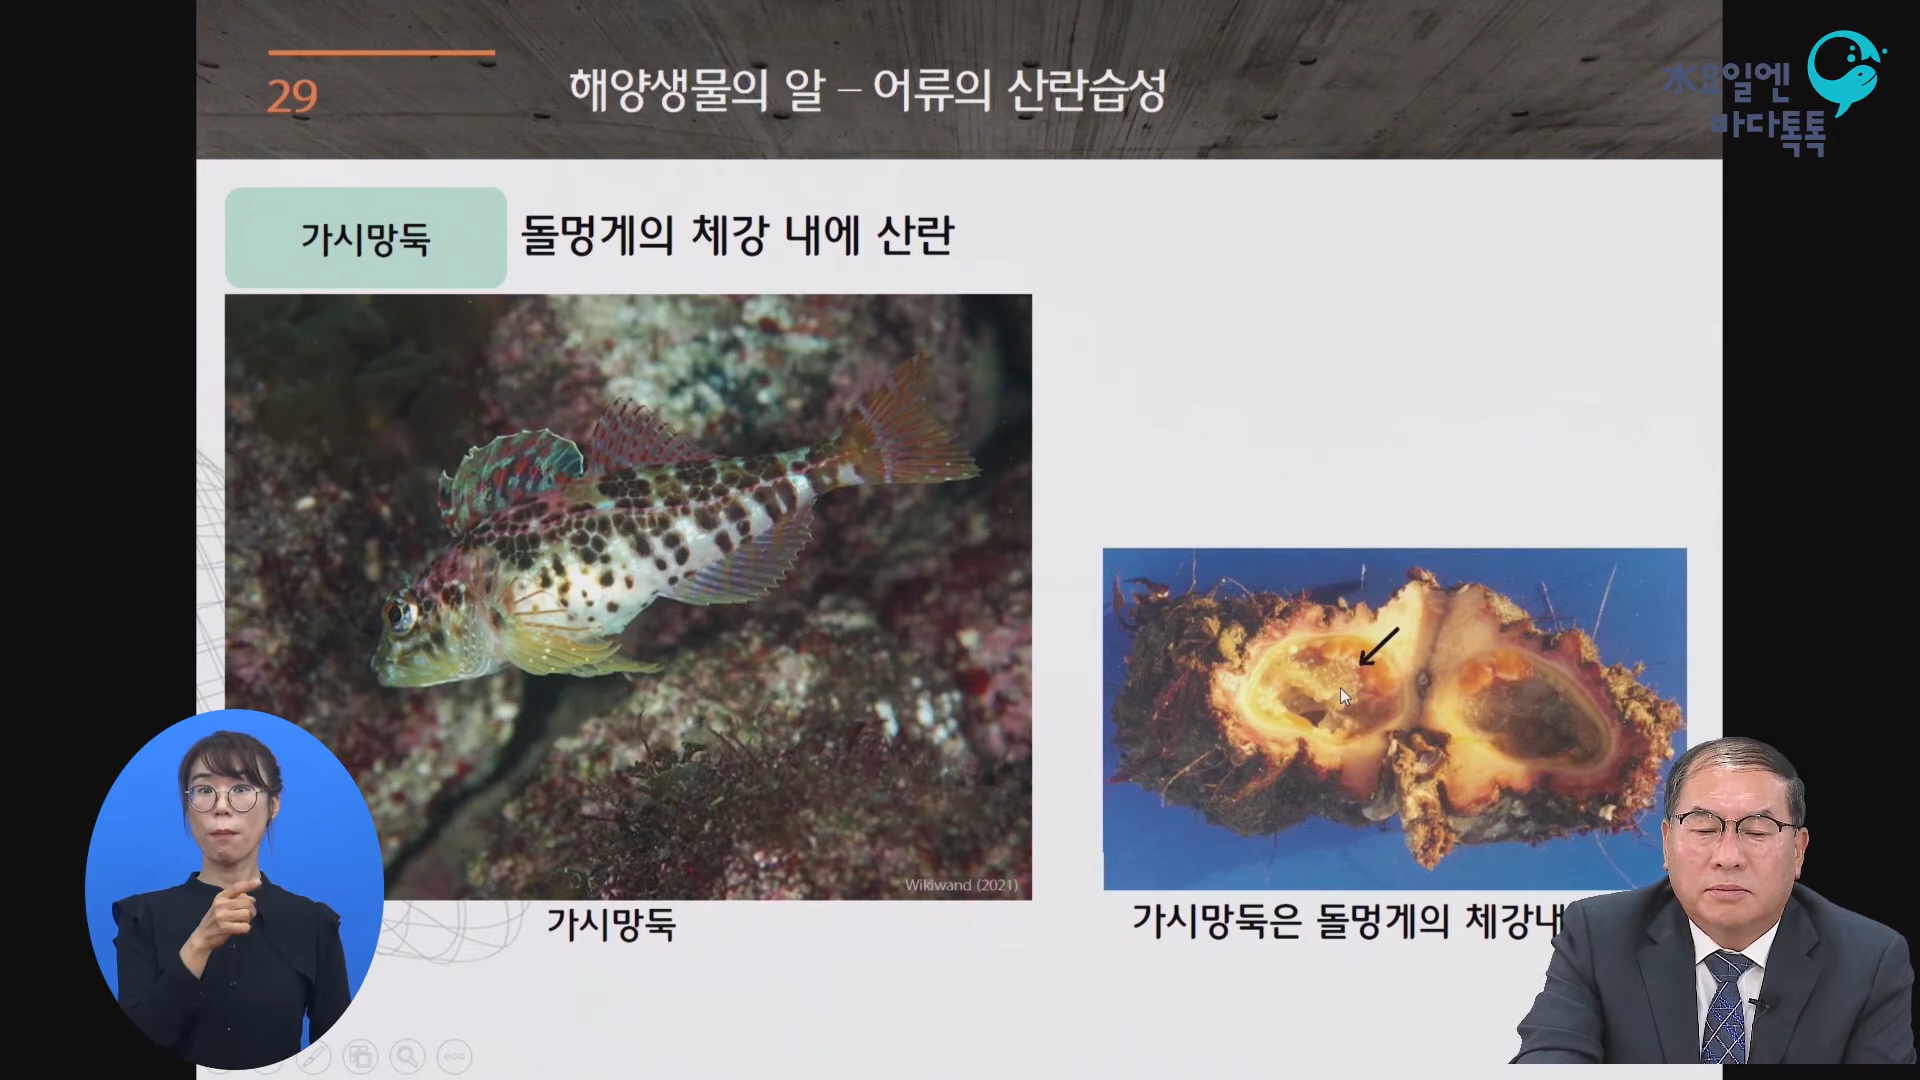 29
해양생물의 알 – 어류의 산란습성
水요일엔
바다톡톡
가시망둑
돌멍게의 체강 내에 산란
Wikiwand (2021)
가시망둑
가시망둑은 돌멍게의 체강내